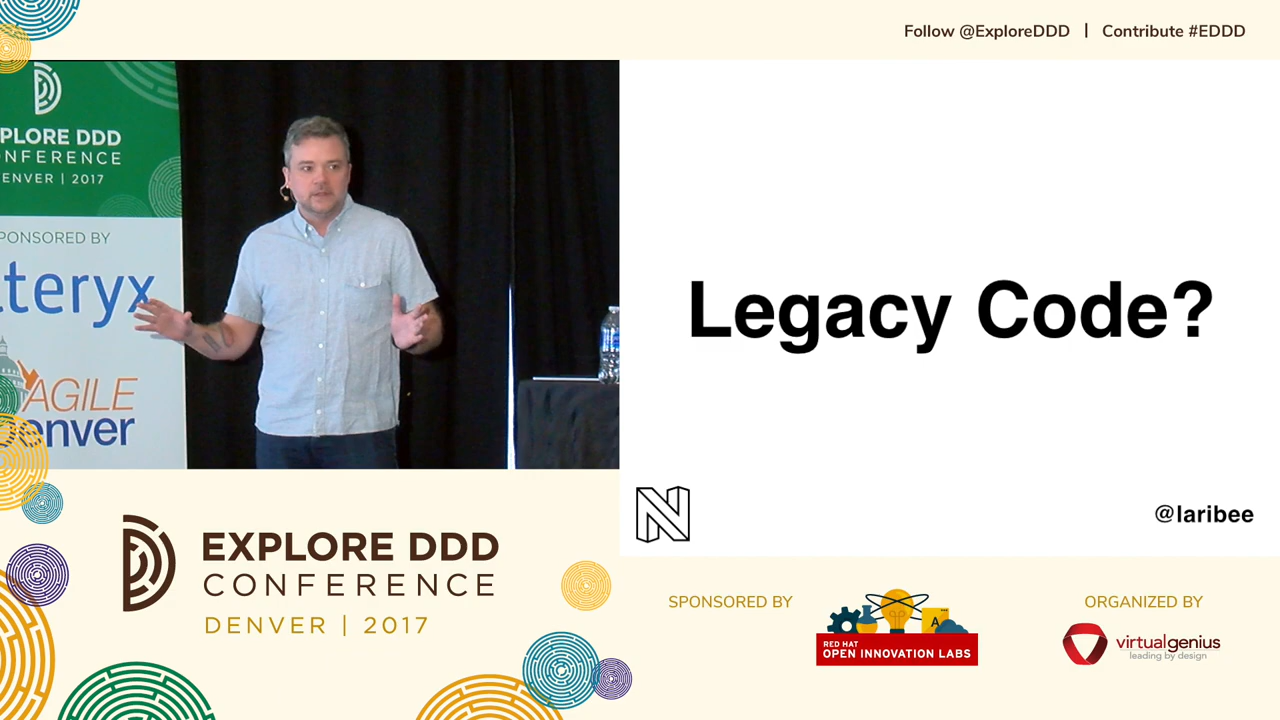 Follow @ExploreDDD | Contribute #EDDD
PLORE DDD
ONFERENCE
ENVER | 2017
PONSORED BY
teryx
AGILE
enver
Legacy Code?
N
@laribee
EXPLORE DDD
CONFERENCE
DENVER | 2017
SPONSORED BY
A
RED HAT
OPEN INNOVATION LABS
ORGANIZED BY
virtualgenius
leading by design